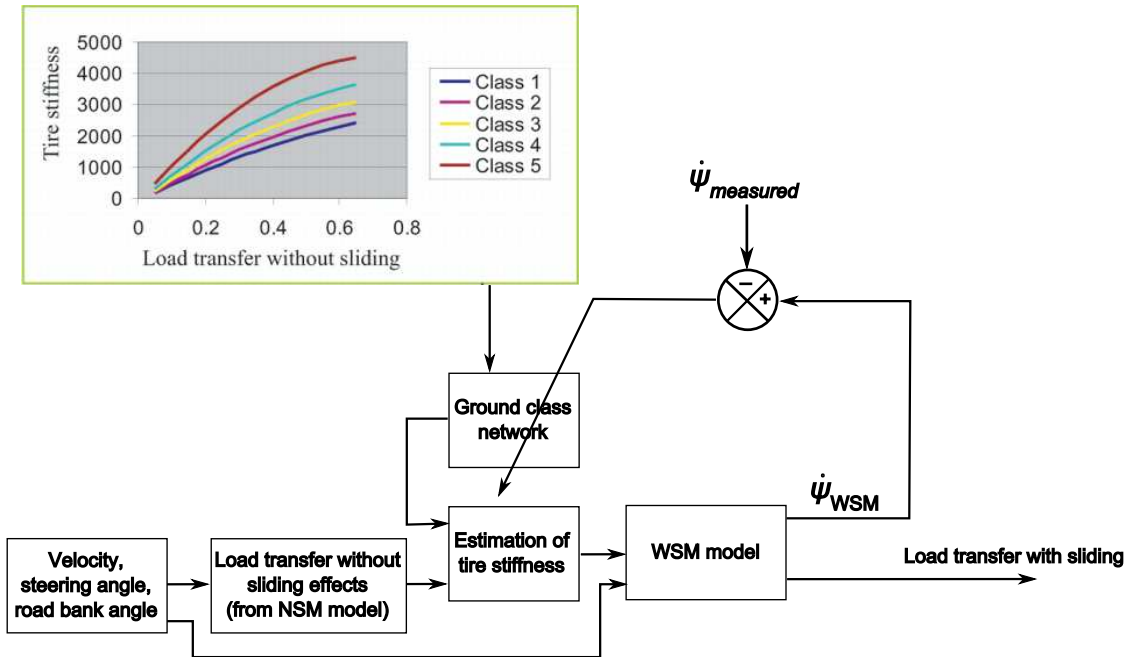 5000
4000
3000
2000
1000
0
Tire stiffness
0 0.2 0.4 0.6 0.8
Load transfer without sliding
Class 1
Class 2
Class 3
Class 4
Class 5
ψ̇measured
−
+
Ground class
network
ψ̇WSM
Velocity,
steering angle,
road bank angle
Load transfer without
sliding effects
(from NSM model)
Estimation of
tire stiffness
WSM model
Load transfer with sliding